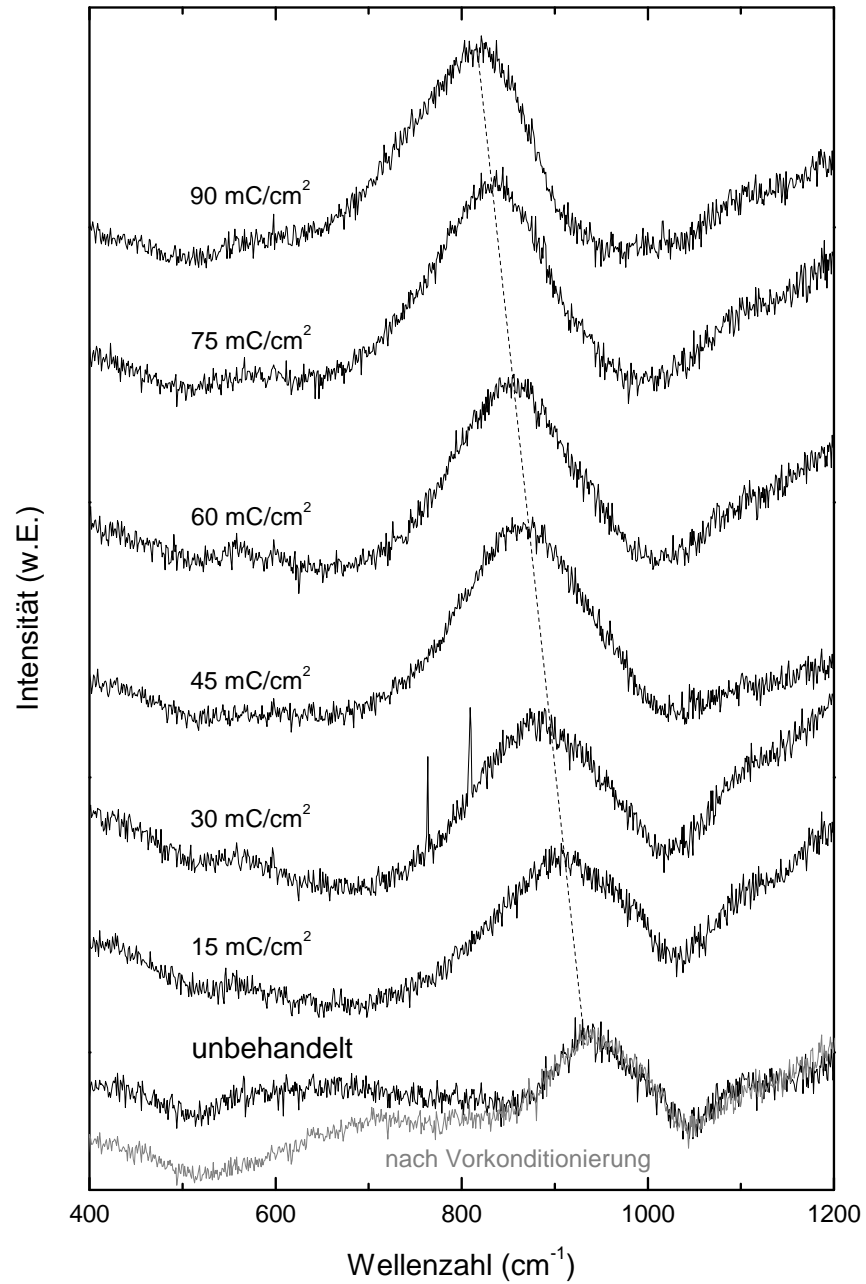 90 mC/cm²
75 mC/cm²
60 mC/cm²
45 mC/cm²
30 mC/cm²
15 mC/cm²
unbehandelt
nach Vorkonditionierung
Intensität (w.E.)
400 600 800 1000 1200
Wellenzahl (cm⁻¹)